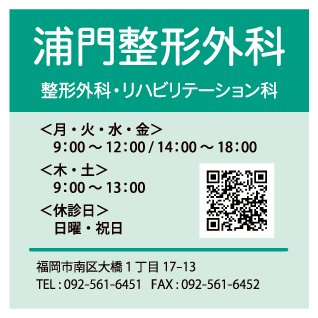 浦門整形外科
整形外科・リハビリテーション科
＜月・火・水・金＞
9：00 〜 12：00 / 14：00 〜 18：00
＜木・土＞
9：00 〜 13：00
＜休診日＞
日曜・祝日
福岡市南区大橋 1 丁目 17−13
TEL : 092-561-6451 FAX : 092-561-6452